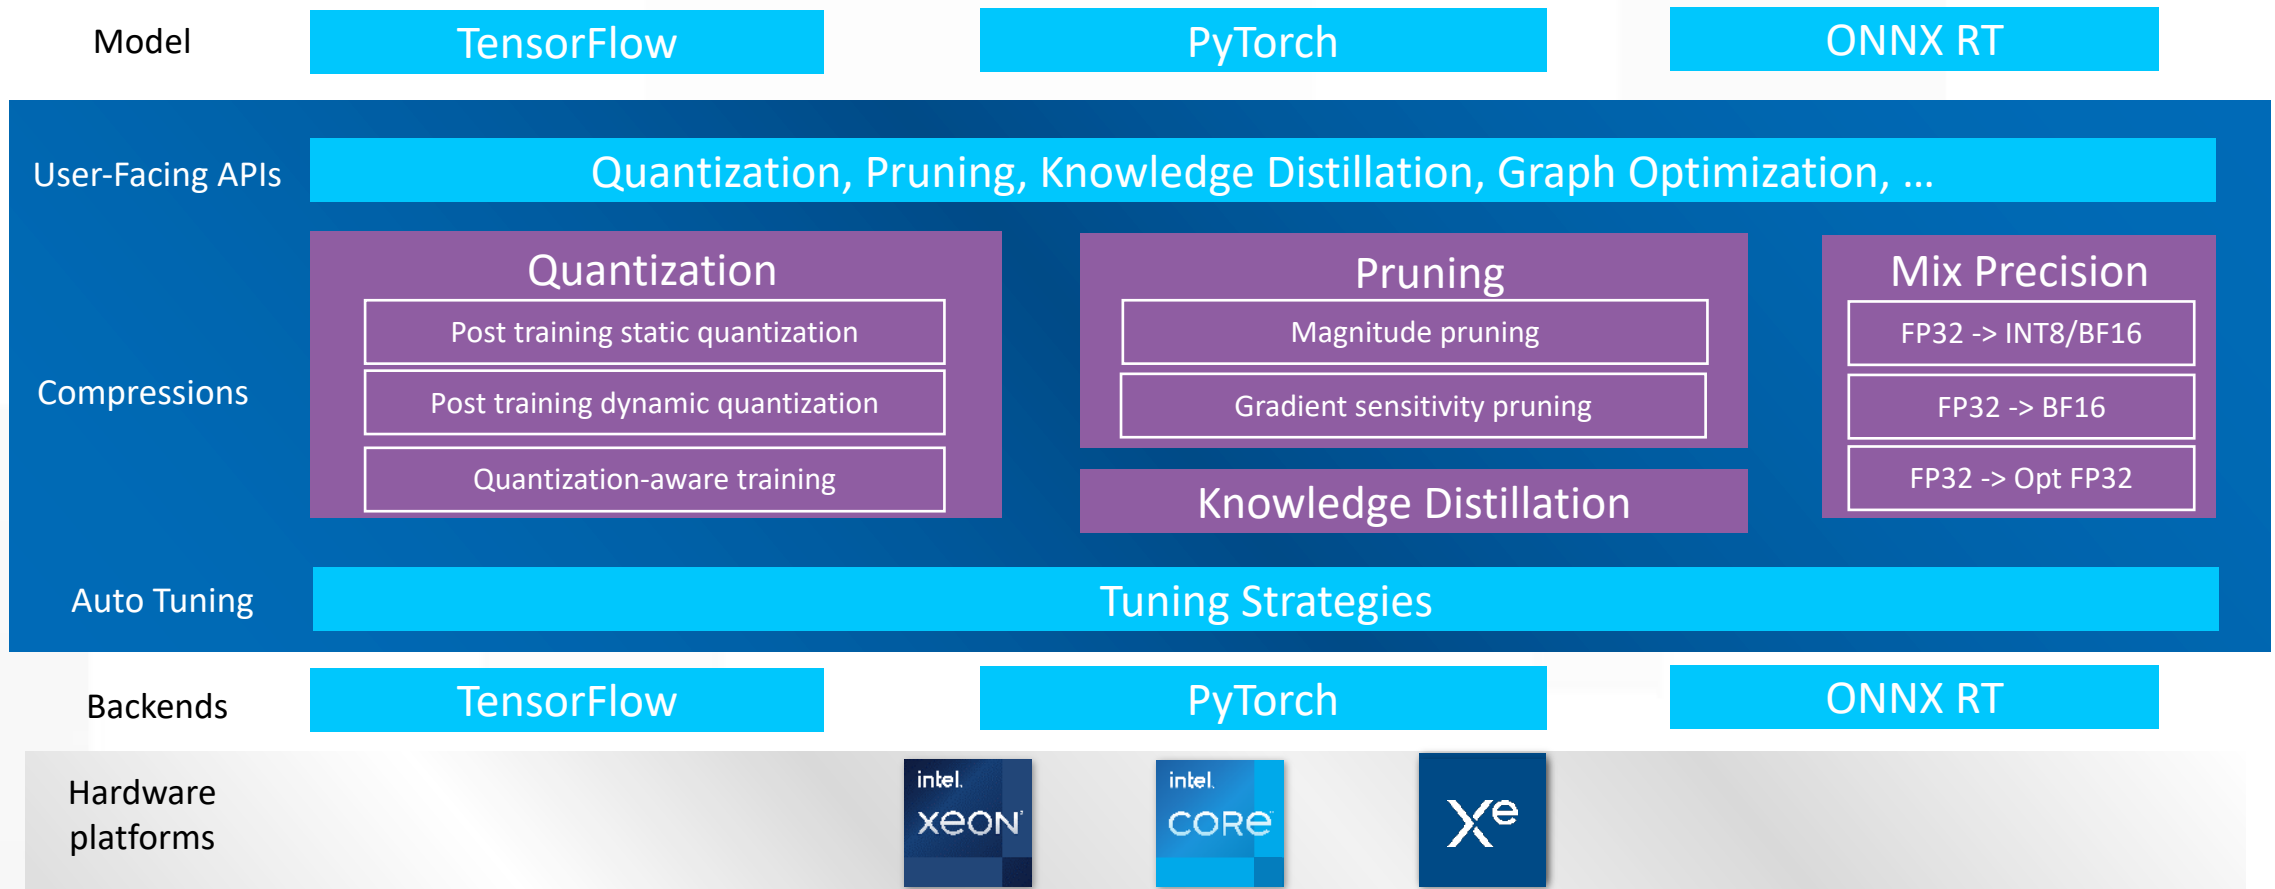 Model
TensorFlow
PyTorch
ONNX RT
User-Facing APIs
Quantization, Pruning, Knowledge Distillation, Graph Optimization, ...
Compressions
Quantization
Post training static quantization
Post training dynamic quantization
Quantization-aware training
Pruning
Magnitude pruning
Gradient sensitivity pruning
Knowledge Distillation
Mix Precision
FP32 -> INT8/BF16
FP32 -> BF16
FP32 -> Opt FP32
Auto Tuning
Tuning Strategies
Backends
TensorFlow
PyTorch
ONNX RT
Hardware
platforms
intel.
XEON
intel.
CORE
Xe